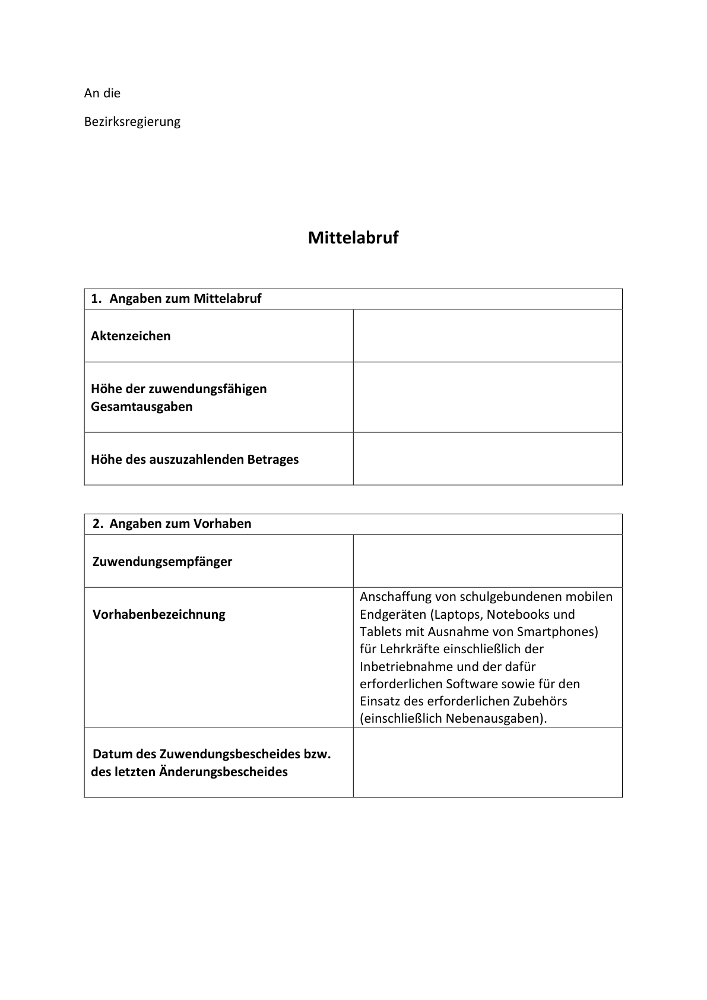 An die
Bezirksregierung
Mittelabruf
1. Angaben zum Mittelabruf
Aktenzeichen
Höhe der zuwendungsfähigen
Gesamtausgaben
Höhe des auszuzahlenden Betrages
2. Angaben zum Vorhaben
Zuwendungsempfänger
Vorhabenbezeichnung
Anschaffung von schulgebundenen mobilen
Endgeräten (Laptops, Notebooks und
Tablets mit Ausnahme von Smartphones)
für Lehrkräfte einschließlich der
Inbetriebnahme und der dafür
erforderlichen Software sowie für den
Einsatz des erforderlichen Zubehörs
(einschließlich Nebenausgaben).
Datum des Zuwendungsbescheides bzw.
des letzten Änderungsbescheides